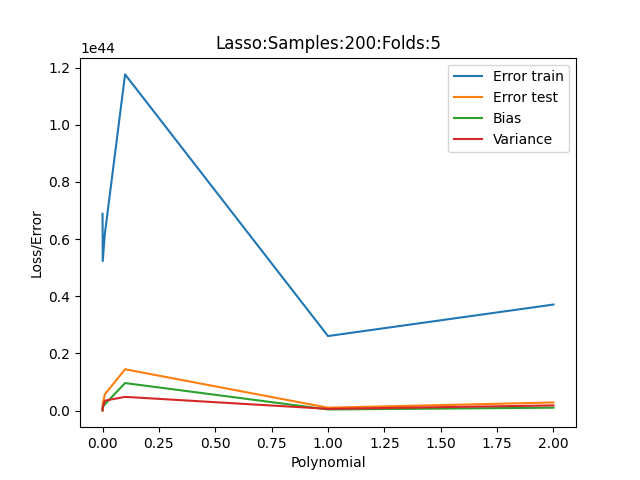 Lasso:Samples:200:Folds:5
1e44
1.2
1.0
0.8
0.6
0.4
0.2
0.0
Loss/Error
Error train
Error test
Bias
Variance
0.00 0.25 0.50 0.75 1.00 1.25 1.50 1.75 2.00
Polynomial